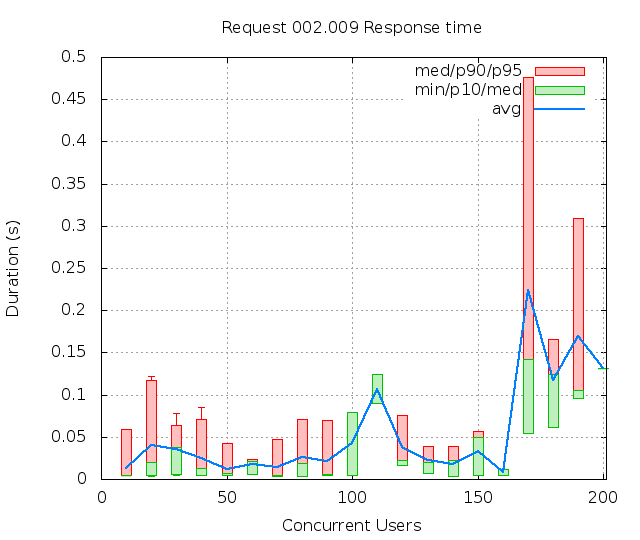 Request 002.009 Response time
med/p90/p95
min/p10/med
avg
Duration (s)
0.5
0.45
0.4
0.35
0.3
0.25
0.2
0.15
0.1
0.05
0
0 50 100 150 200
Concurrent Users